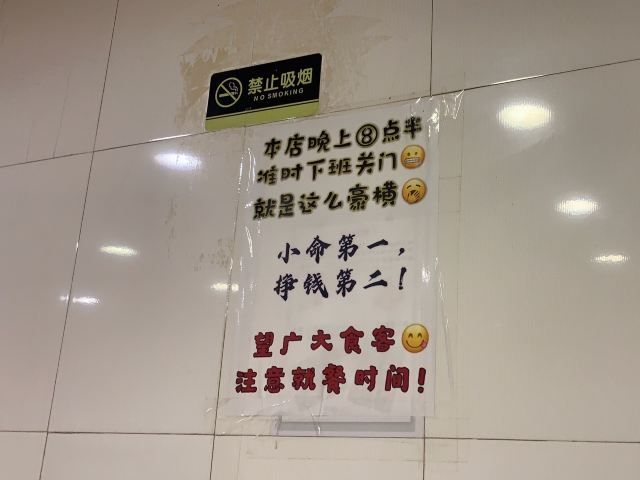 禁止吸烟
NO SMOKING
本店晚上⑧点半
准时下班关门😬
就是这么豪横🥱
小命第一，
挣钱第二！
望广大食客😋
注意就餐时间！